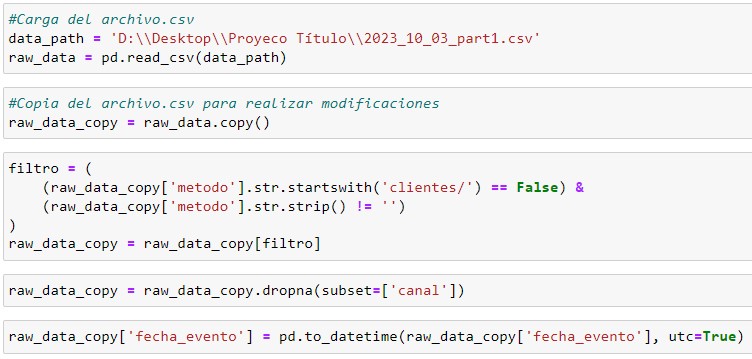 #Carga del archivo.csv
data_path = 'D:\\Desktop\\Proyeco Título\\2023_10_03_part1.csv'
raw_data = pd.read_csv(data_path)
#Copia del archivo.csv para realizar modificaciones
raw_data_copy = raw_data.copy()
filtro = (
    (raw_data_copy['metodo'].str.startswith('clientes/') == False) &
    (raw_data_copy['metodo'].str.strip() != '')
)
raw_data_copy = raw_data_copy[filtro]
raw_data_copy = raw_data_copy.dropna(subset=['canal'])
raw_data_copy['fecha_evento'] = pd.to_datetime(raw_data_copy['fecha_evento'], utc=True)